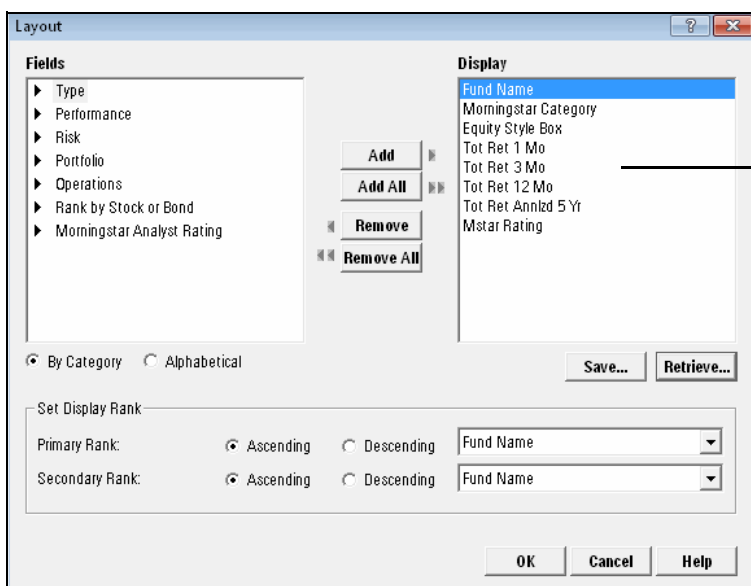 Layout
Fields
Display
Type
Performance
Risk
Portfolio
Operations
Rank by Stock or Bond
Morningstar Analyst Rating
Add
Add All
Remove
Remove All
Fund Name
Morningstar Category
Equity Style Box
Tot Ret 1 Mo
Tot Ret 3 Mo
Tot Ret 12 Mo
Tot Ret Annlzd 5 Yr
Mstar Rating
By Category Alphabetical
Save... Retrieve...
Set Display Rank
Primary Rank: Ascending Descending Fund Name
Secondary Rank: Ascending Descending Fund Name
OK Cancel Help